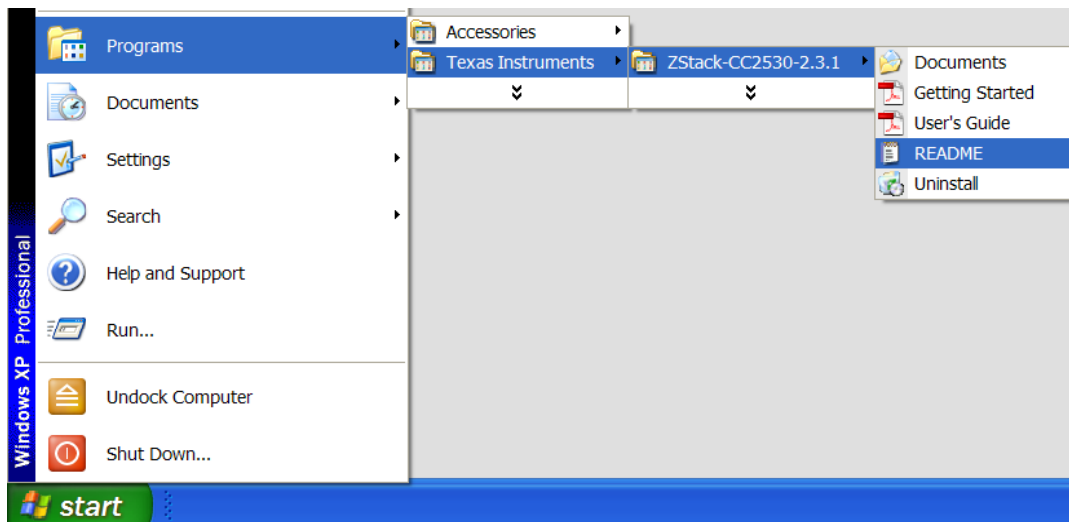 Programs
Documents
Settings
Search
Help and Support
Run...
Undock Computer
Shut Down...
Windows XP Professional
start
Accessories
Texas Instruments
ZStack-CC2530-2.3.1
Documents
Getting Started
User's Guide
README
Uninstall